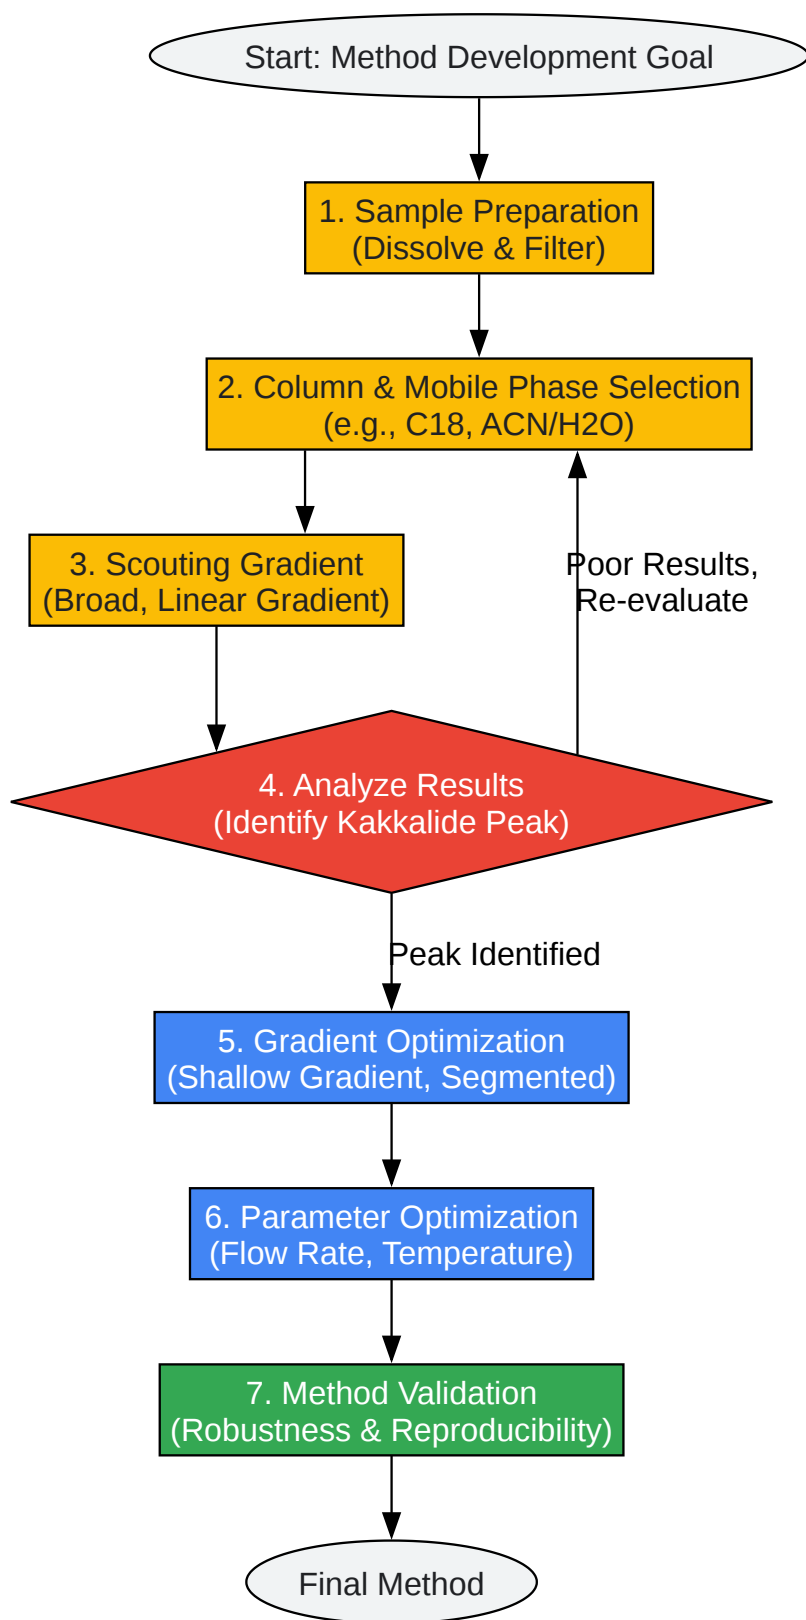 Start: Method Development Goal
1. Sample Preparation
(Dissolve & Filter)
2. Column & Mobile Phase Selection
(e.g., C18, ACN/H2O)
3. Scouting Gradient
(Broad, Linear Gradient)
Poor Results,
Re-evaluate
4. Analyze Results
(Identify Kakkalide Peak)
Peak Identified
5. Gradient Optimization
(Shallow Gradient, Segmented)
6. Parameter Optimization
(Flow Rate, Temperature)
7. Method Validation
(Robustness & Reproducibility)
Final Method